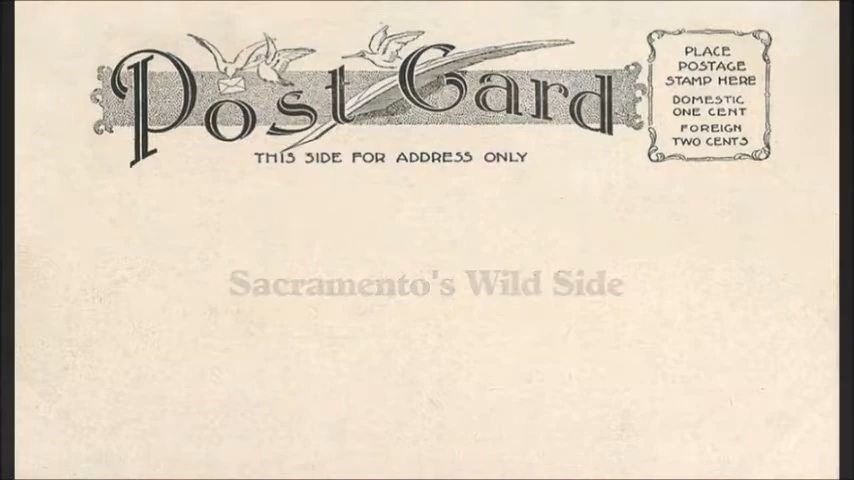 Post Card
PLACE
POSTAGE
STAMP HERE
DOMESTIC
ONE CENT
FOREIGN
TWO CENTS
THIS SIDE FOR ADDRESS ONLY
Sacramento's Wild Side